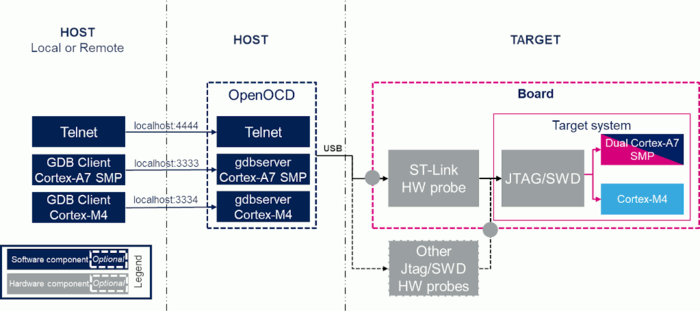 HOST
Local or Remote
HOST
TARGET
OpenOCD
Board
Target system
Telnet
localhost:4444
Telnet
GDB Client
Cortex-A7 SMP
localhost:3333
gdbserver
Cortex-A7 SMP
GDB Client
Cortex-M4
localhost:3334
gdbserver
Cortex-M4
USB
ST-Link
HW probe
JTAG/SWD
Dual Cortex-A7
SMP
Cortex-M4
Other
Jtag/SWD
HW probes
Software component
Optional
Hardware component
Optional
Legend